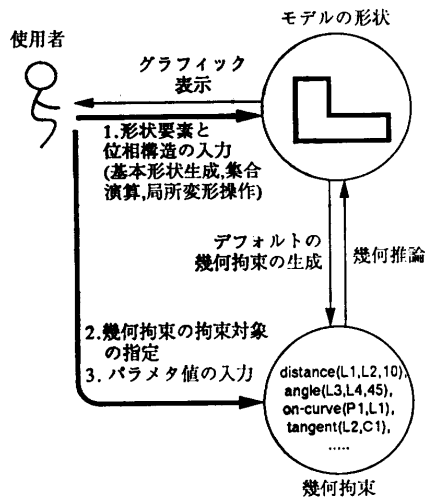 モデルの形状
使用者
グラフィック
表示
1.形状要素と
位相構造の入力
(基本形状生成,集合
演算,局所変形操作)
デフォルトの
幾何拘束の生成
幾何推論
2.幾何拘束の拘束対象
の指定
3. パラメタ値の入力
distance(L1,L2,10),
angle(L3,L4,45),
on-curve(P1,L1),
tangent(L2,C1),
.....
幾何拘束